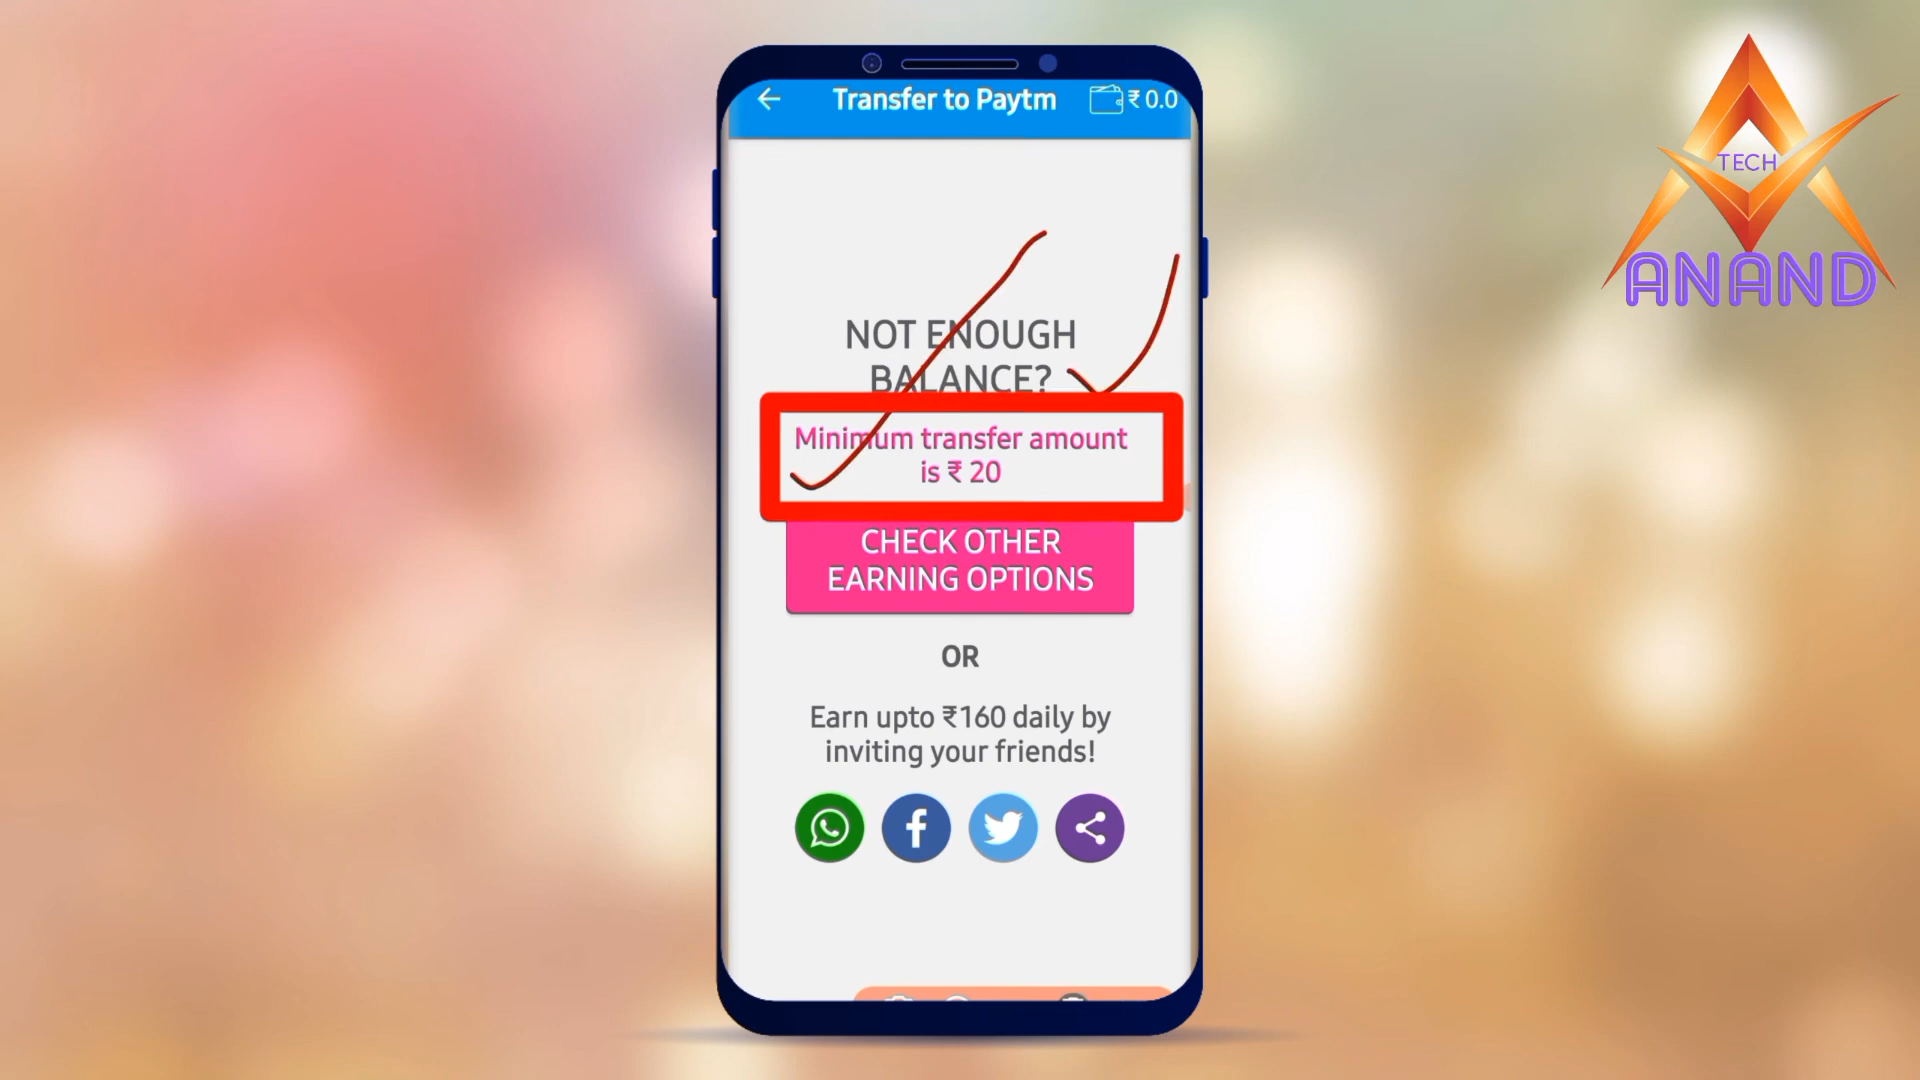 Transfer to Paytm
₹ 0.0
TECH
ANAND
NOT ENOUGH
BALANCE?
Minimum transfer amount
is ₹ 20
CHECK OTHER
EARNING OPTIONS
OR
Earn upto ₹160 daily by
inviting your friends!